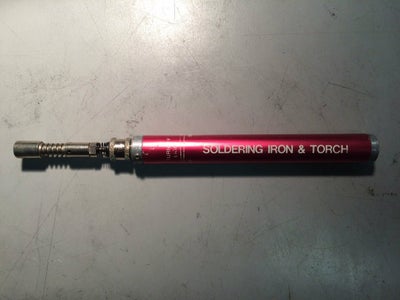 SOLDERING IRON & TORCH